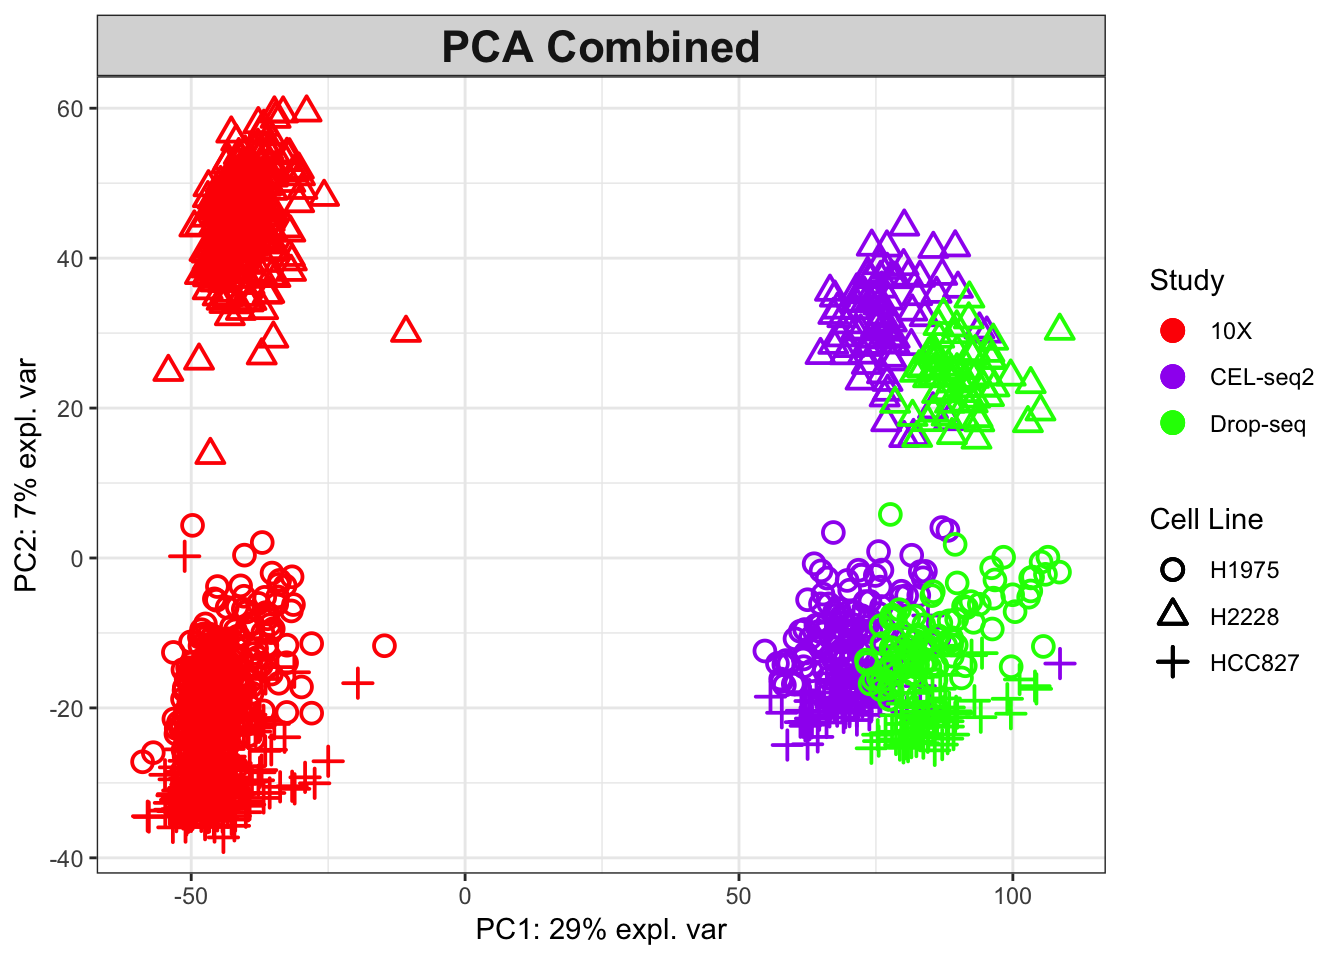 PCA Combined
60
40
20
0
-20
-40
PC2: 7% expl. var
-50
0
50
100
PC1: 29% expl. var
Study
10X
CEL-seq2
Drop-seq
Cell Line
H1975
H2228
HCC827